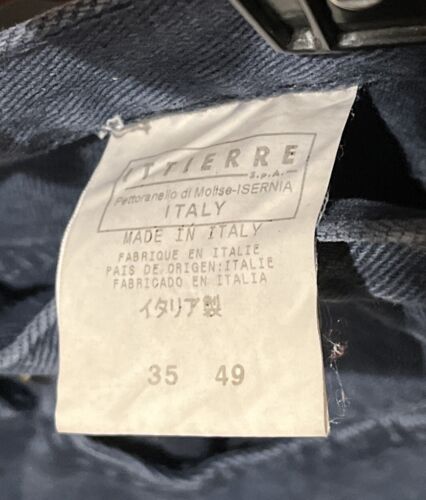 ITTIERRE
S.p.A.
Pettoranello di Molise-ISERNIA
ITALY
MADE IN ITALY
FABRIQUE EN ITALIE
PAIS DE ORIGEN:ITALIE
FABRICADO EN ITALIA
イタリア製
35 49